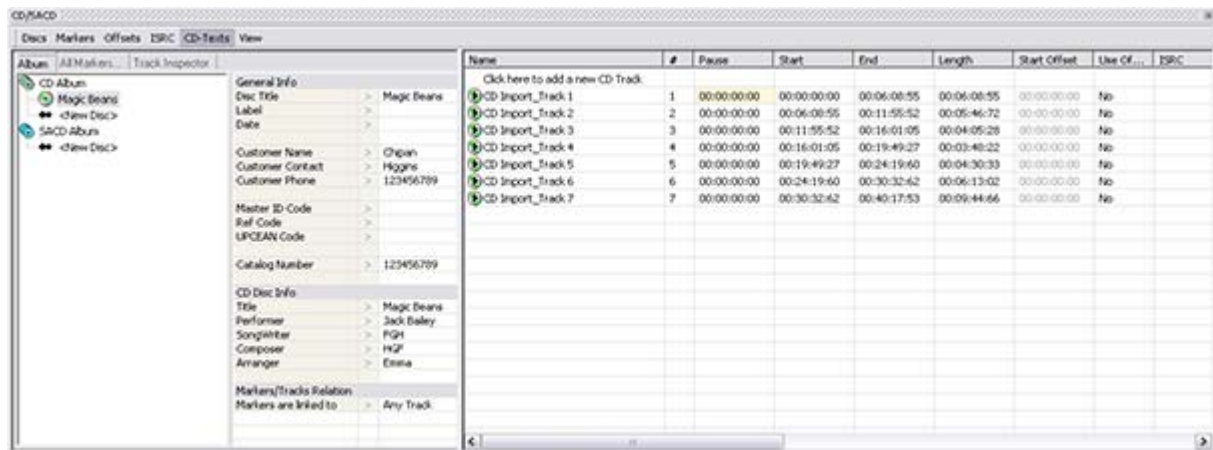 CD/SACD
Discs Markers Offsets ISRC CD-Texts View
Album All Markers... Track Inspector
CD Album
Magic Beans
<New Disc>
SACD Album
<New Disc>
General Info
Disc Title > Magic Beans
Label >
Date >
Customer Name > Chipan
Customer Contact > Higgins
Customer Phone > 123456789
Master ID Code >
Ref Code >
UPCEAN Code >
Catalog Number > 123456789
CD Disc Info
Title > Magic Beans
Performer > Jack Bailey
SongWriter > FGH
Composer > HGF
Arranger > Emma
Markers/Tracks Relation
Markers are linked to > Any Track
Name # Pause Start End Length Start Offset Use Of... ISRC
Click here to add a new CD Track
CD Import_Track 1 1 00:00:00:00 00:00:00:00 00:06:08:55 00:06:08:55 00:00:00:00 No
CD Import_Track 2 2 00:00:00:00 00:06:08:55 00:11:55:52 00:05:46:72 00:00:00:00 No
CD Import_Track 3 3 00:00:00:00 00:11:55:52 00:16:01:05 00:04:05:28 00:00:00:00 No
CD Import_Track 4 4 00:00:00:00 00:16:01:05 00:19:49:27 00:03:48:22 00:00:00:00 No
CD Import_Track 5 5 00:00:00:00 00:19:49:27 00:24:19:60 00:04:30:33 00:00:00:00 No
CD Import_Track 6 6 00:00:00:00 00:24:19:60 00:30:32:62 00:06:13:02 00:00:00:00 No
CD Import_Track 7 7 00:00:00:00 00:30:32:62 00:40:17:53 00:09:44:66 00:00:00:00 No